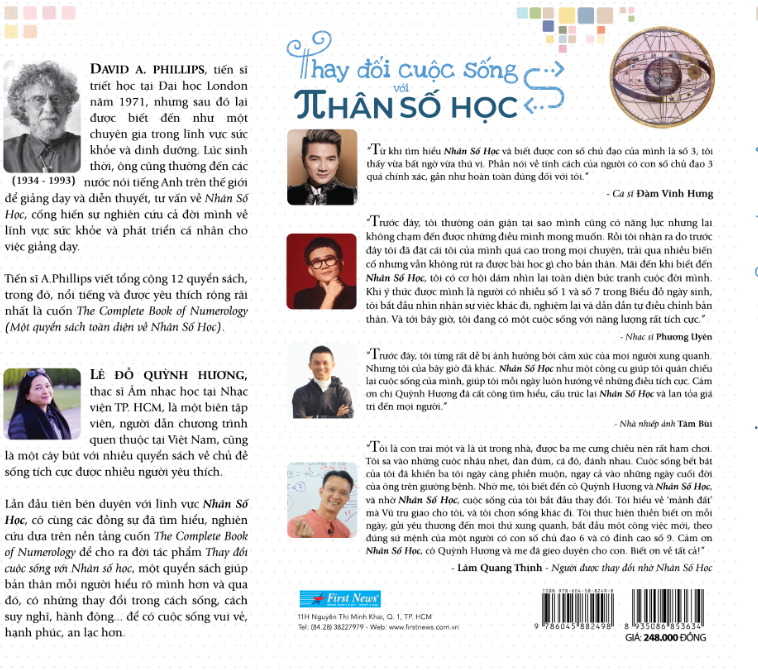 DAVID A. PHILLIPS, tiến sĩ
triết học tại Đại học London
năm 1971, nhưng sau đó lại
được biết đến như một
chuyên gia trong lĩnh vực sức
khỏe và dinh dưỡng. Lúc sinh
thời, ông cũng thường đến các
(1934 - 1993) nước nói tiếng Anh trên thế giới
để giảng dạy và diễn thuyết, tư vấn về Nhân Số
Học, cống hiến sự nghiên cứu cả đời mình về
lĩnh vực sức khỏe và phát triển cá nhân cho
việc giảng dạy.
Tiến sĩ A.Phillips viết tổng cộng 12 quyển sách,
trong đó, nổi tiếng và được yêu thích rộng rãi
nhất là cuốn The Complete Book of Numerology
(Một quyển sách toàn diện về Nhân Số Học).
LÊ ĐỖ QUỲNH HƯƠNG,
thạc sĩ Âm nhạc học tại Nhạc
viện TP. HCM, là một biên tập
viên, người dẫn chương trình
quen thuộc tại Việt Nam, cũng
là một cây bút với nhiều quyển sách về chủ đề
sống tích cực được nhiều người yêu thích.
Lần đầu tiên bén duyên với lĩnh vực Nhân Số
Học, cô cùng các đồng sự đã tìm hiểu, nghiên
cứu dựa trên nền tảng cuốn The Complete Book
of Numerology để cho ra đời tác phẩm Thay đổi
cuộc sống với Nhân số học, một quyển sách giúp
bản thân mỗi người hiểu rõ mình hơn và qua
đó, có những thay đổi trong cách sống, cách
suy nghĩ, hành động... để có cuộc sống vui vẻ,
hạnh phúc, an lạc hơn.
Thay đổi cuộc sống
với
NHÂN SỐ HỌC
"Từ khi tìm hiểu Nhân Số Học và biết được con số chủ đạo của mình là số 3, tôi
thấy vừa bất ngờ vừa thú vị. Phần nói về tính cách của người có con số chủ đạo 3
quá chính xác, gần như hoàn toàn đúng đối với tôi."
- Ca sĩ Đàm Vĩnh Hưng
"Trước đây, tôi thường oán giận tại sao mình cũng có năng lực nhưng lại
không chạm đến được những điều mình mong muốn. Rồi tôi nhận ra do trước
đây tôi đã đặt cái tôi của mình quá cao trong mọi chuyện, trải qua nhiều biến
cố nhưng vẫn không rút ra được bài học gì cho bản thân. Mãi đến khi biết đến
Nhân Số Học, tôi có cơ hội dám nhìn lại toàn diện bức tranh cuộc đời mình.
Khi ý thức được mình là người có nhiều số 1 và số 7 trong Biểu đồ ngày sinh,
tôi bắt đầu nhìn nhận sự việc khác đi, nghiệm lại và dần dần tự điều chỉnh bản
thân. Và tới bây giờ, tôi đang có một cuộc sống với năng lượng rất tích cực."
- Nhạc sĩ Phương Uyên
"Trước đây, tôi từng rất dễ bị ảnh hưởng bởi cảm xúc của mọi người xung quanh.
Nhưng tôi của bây giờ đã khác. Nhân Số Học như một công cụ giúp tôi quán chiếu
lại cuộc sống của mình, giúp tôi mỗi ngày luôn hướng về những điều tích cực. Cảm
ơn chị Quỳnh Hương đã cất công tìm hiểu, cấu trúc lại Nhân Số Học và lan tỏa giá
trị đến mọi người."
- Nhà nhiếp ảnh Tâm Bùi
"Tôi là con trai một và là út trong nhà, được ba mẹ cưng chiều nên rất ham chơi.
Tôi sa vào những cuộc nhậu nhẹt, đàn đúm, cá độ, đánh nhau. Cuộc sống bết bát
của tôi đã khiến ba tôi ngày càng phiền muộn, ngay cả vào những ngày cuối đời
của ông trên giường bệnh. Nhờ mẹ, tôi biết đến cô Quỳnh Hương và Nhân Số Học,
và nhờ Nhân Số Học, cuộc sống của tôi bắt đầu thay đổi. Tôi hiểu về 'mảnh đất'
mà Vũ trụ giao cho tôi, và tôi chọn sống khác đi. Tôi thực hiện thiền biết ơn mỗi
ngày, gửi yêu thương đến mọi thứ xung quanh, bắt đầu một công việc mới, theo
đúng sứ mệnh của một người có con số chủ đạo 6 và có đỉnh cao số 9. Cảm ơn
Nhân Số Học, cô Quỳnh Hương và mẹ đã gieo duyên cho con. Biết ơn về tất cả!"
- Lâm Quang Thịnh - Người được thay đổi nhờ Nhân Số Học
First News
11H Nguyễn Thị Minh Khai, Q. 1, TP. HCM
Tel: (84.28) 38227979 - Web: www.firstnews.com.vn
ISBN 978-604-58-8249-8
9 786045 882498
8 935086 853634
GIÁ: 248.000 ĐỒNG